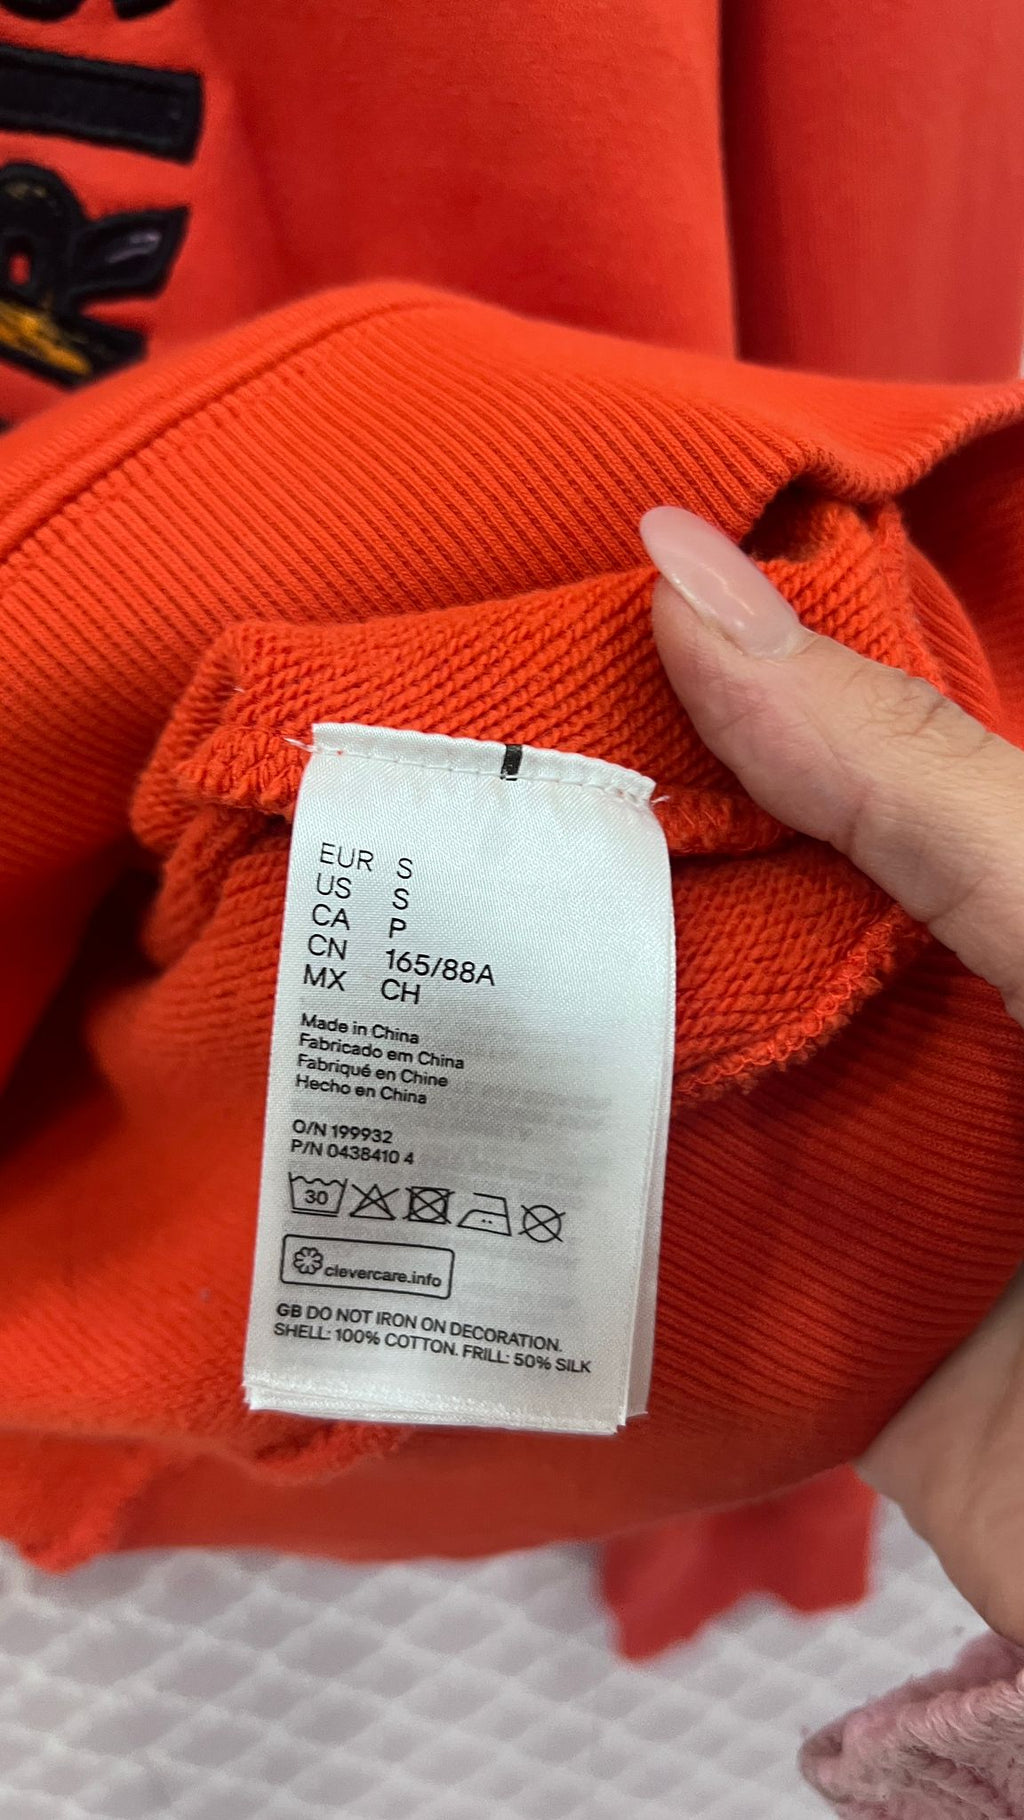 EUR S
US S
CA P
CN 165/88A
MX CH
Made in China
Fabricado em China
Fabriqué en Chine
Hecho en China
O/N 199932
P/N 0438410 4
30
clevercare.info
GB DO NOT IRON ON DECORATION.
SHELL: 100% COTTON. FRILL: 50% SILK